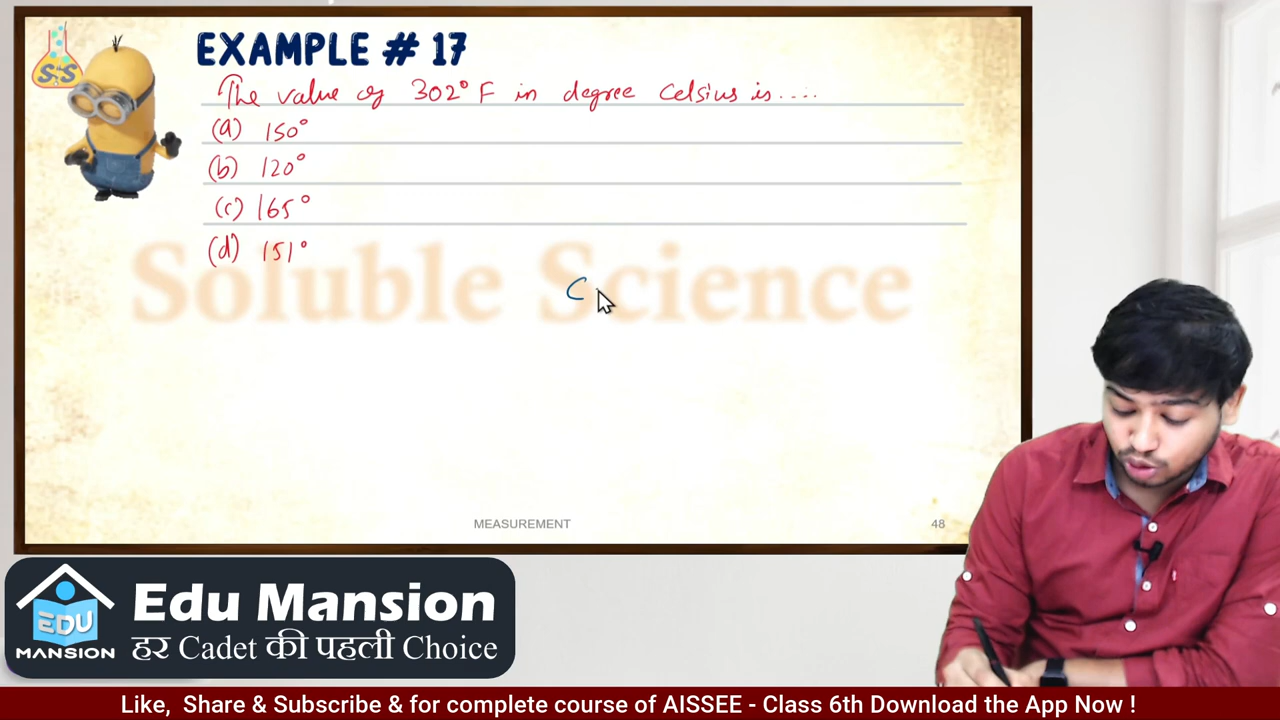 S S
EXAMPLE # 17
The value of 302° F in degree Celsius is....
(a) 150°
(b) 120°
(c) 165°
(d) 151°
Soluble Science
C
MEASUREMENT
48
EDU
MANSION
Edu Mansion
हर Cadet की पहली Choice
Like, Share & Subscribe & for complete course of AISSEE - Class 6th Download the App Now !